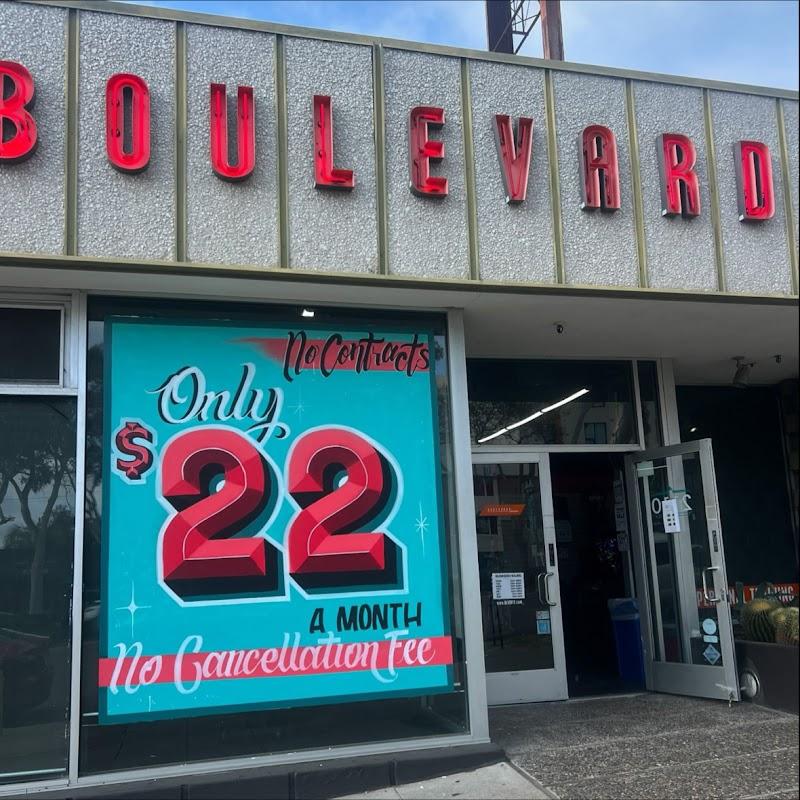 BOULEVARD
No Contracts
Only
$22
A MONTH
No Cancellation Fee